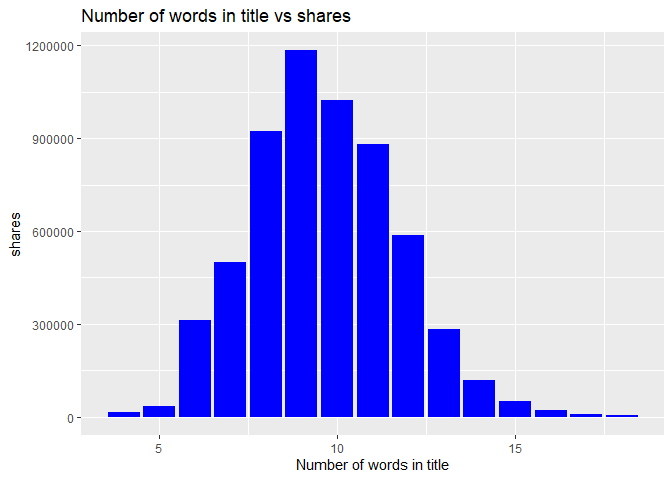 Number of words in title vs shares
1200000
900000
600000
300000
0
shares
5 10 15
Number of words in title